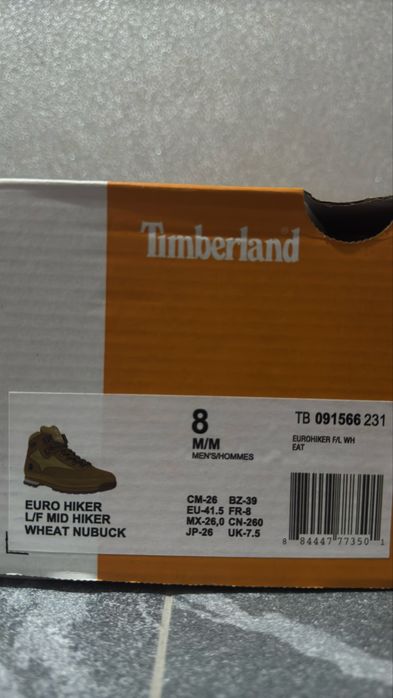 Timberland
8
M/M
MEN'S/HOMMES
TB 091566 231
EUROHIKER F/L WH
EAT
EURO HIKER
L/F MID HIKER
WHEAT NUBUCK
CM-26 BZ-39
EU-41.5 FR-8
MX-26,0 CN-260
JP-26 UK-7.5
8 84447 77350 1